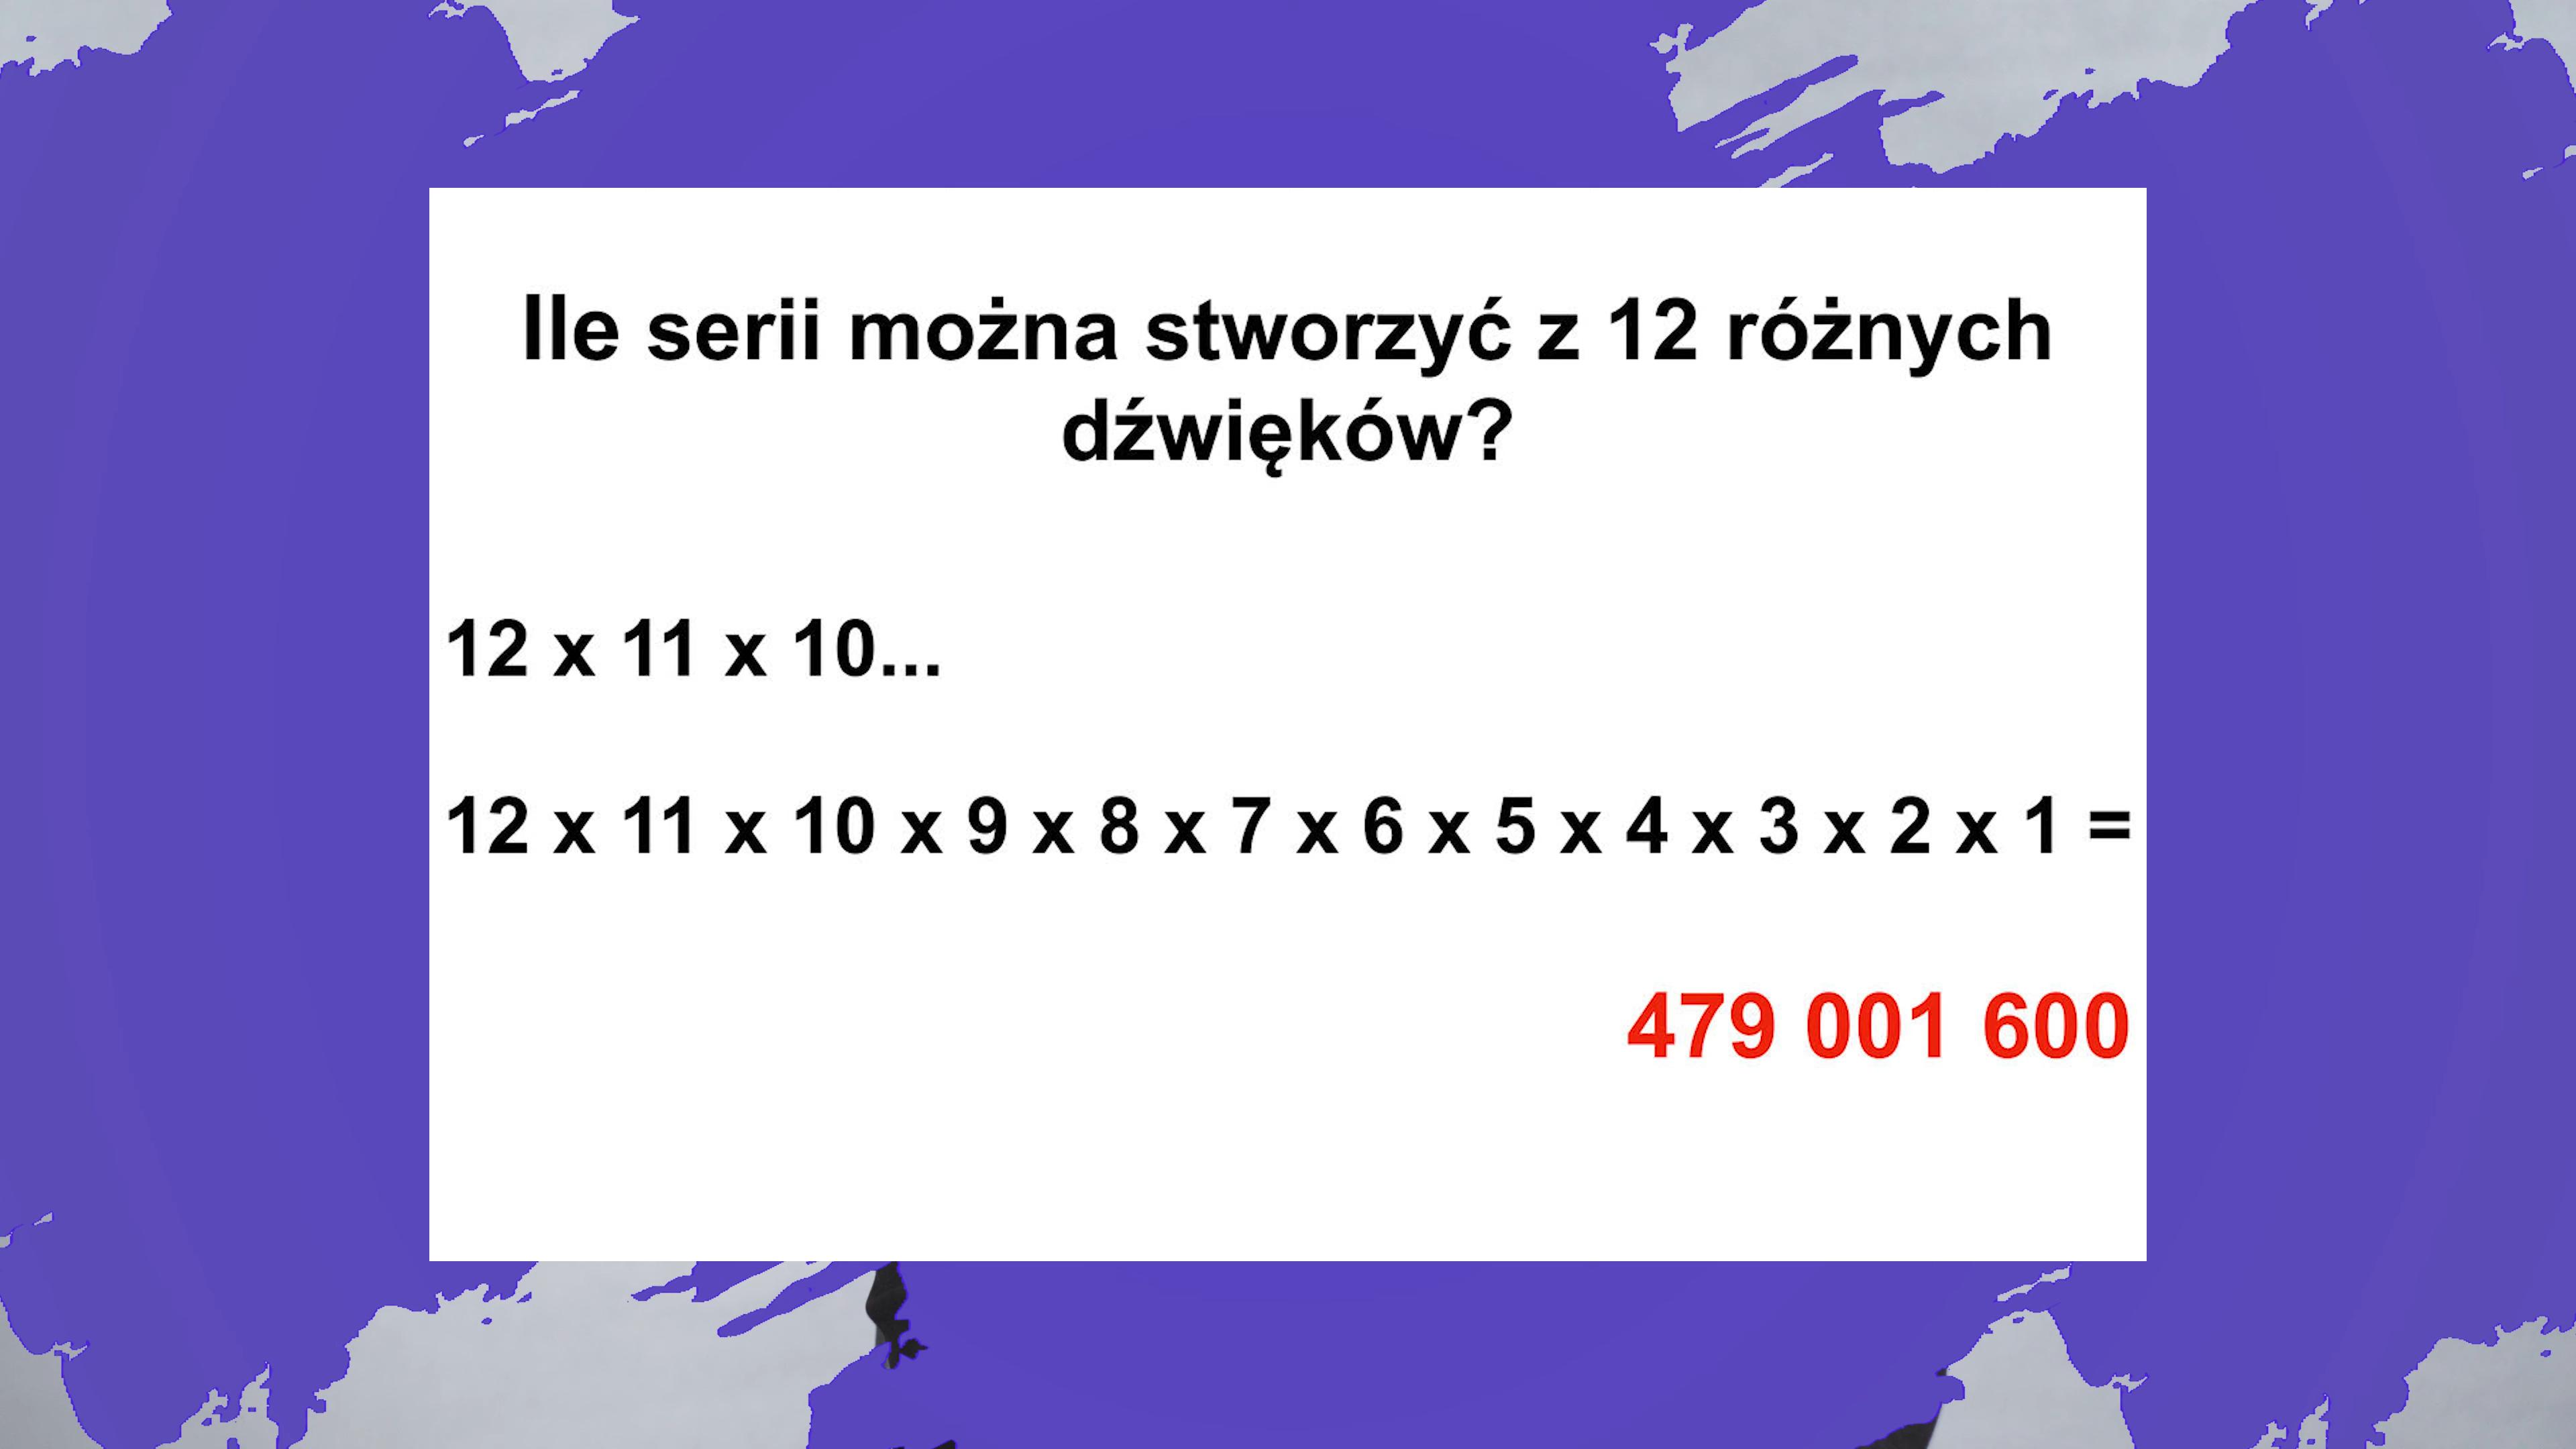 Ile serii można stworzyć z 12 różnych
dźwięków?
12 x 11 x 10...
12 x 11 x 10 x 9 x 8 x 7 x 6 x 5 x 4 x 3 x 2 x 1 =
479 001 600